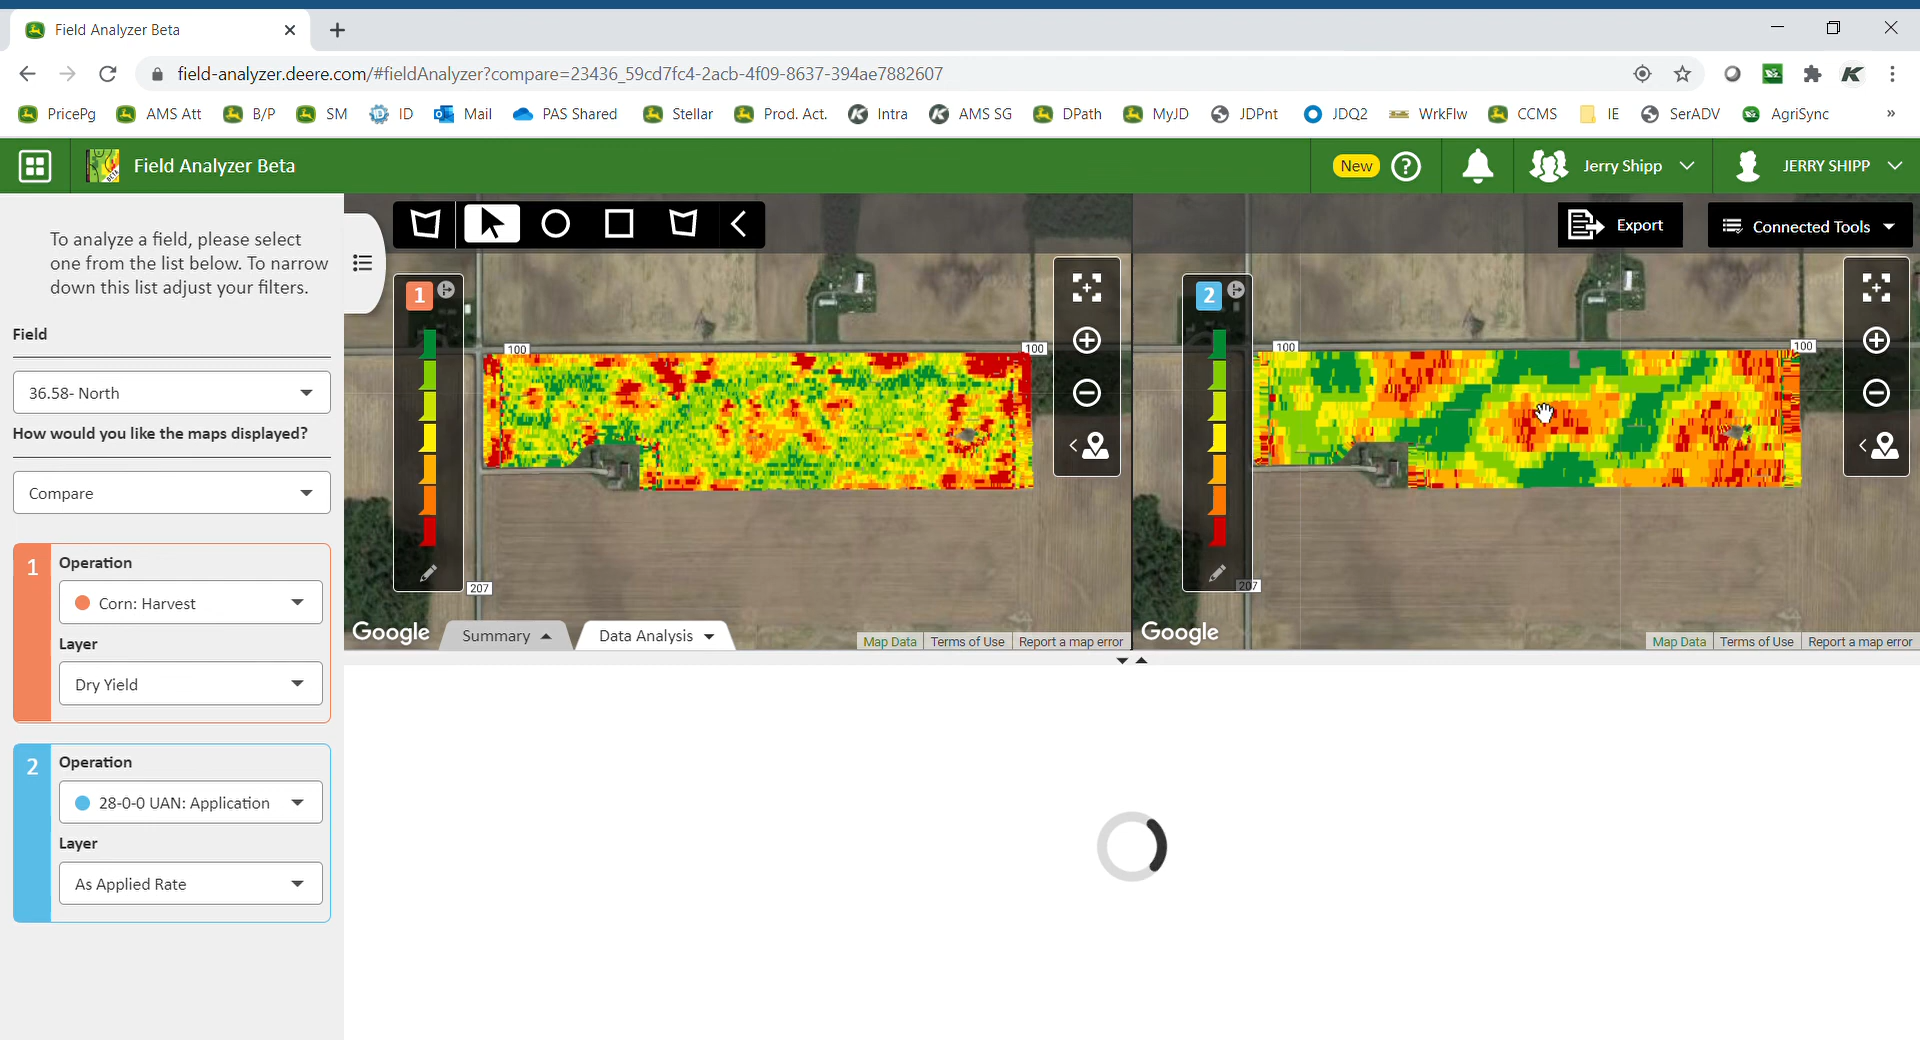 Field Analyzer Beta
field-analyzer.deere.com/#fieldAnalyzer?compare=23436_59cd7fc4-2acb-4f09-8637-394ae7882607
PricePg AMS Att B/P SM ID Mail PAS Shared Stellar Prod. Act. Intra AMS SG DPath MyJD JDPnt JDQ2 WrkFlw CCMS IE SerADV AgriSync »
Field Analyzer Beta New ? Jerry Shipp JERRY SHIPP
To analyze a field, please select
one from the list below. To narrow
down this list adjust your filters.
Field
36.58- North
How would you like the maps displayed?
Compare
1
Operation
Corn: Harvest
Layer
Dry Yield
2
Operation
28-0-0 UAN: Application
Layer
As Applied Rate
Export Connected Tools
1
100 100
207
Google
Summary Data Analysis
Map Data Terms of Use Report a map error
2
100 100
207
Google
Map Data Terms of Use Report a map error